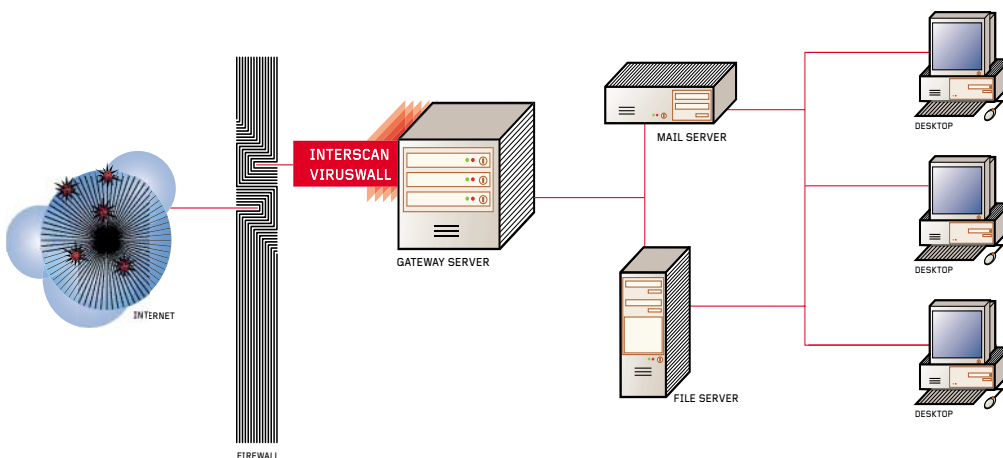 INTERNET
FIREWALL
INTERSCAN
VIRUSWALL
GATEWAY SERVER
MAIL SERVER
FILE SERVER
DESKTOP
DESKTOP
DESKTOP